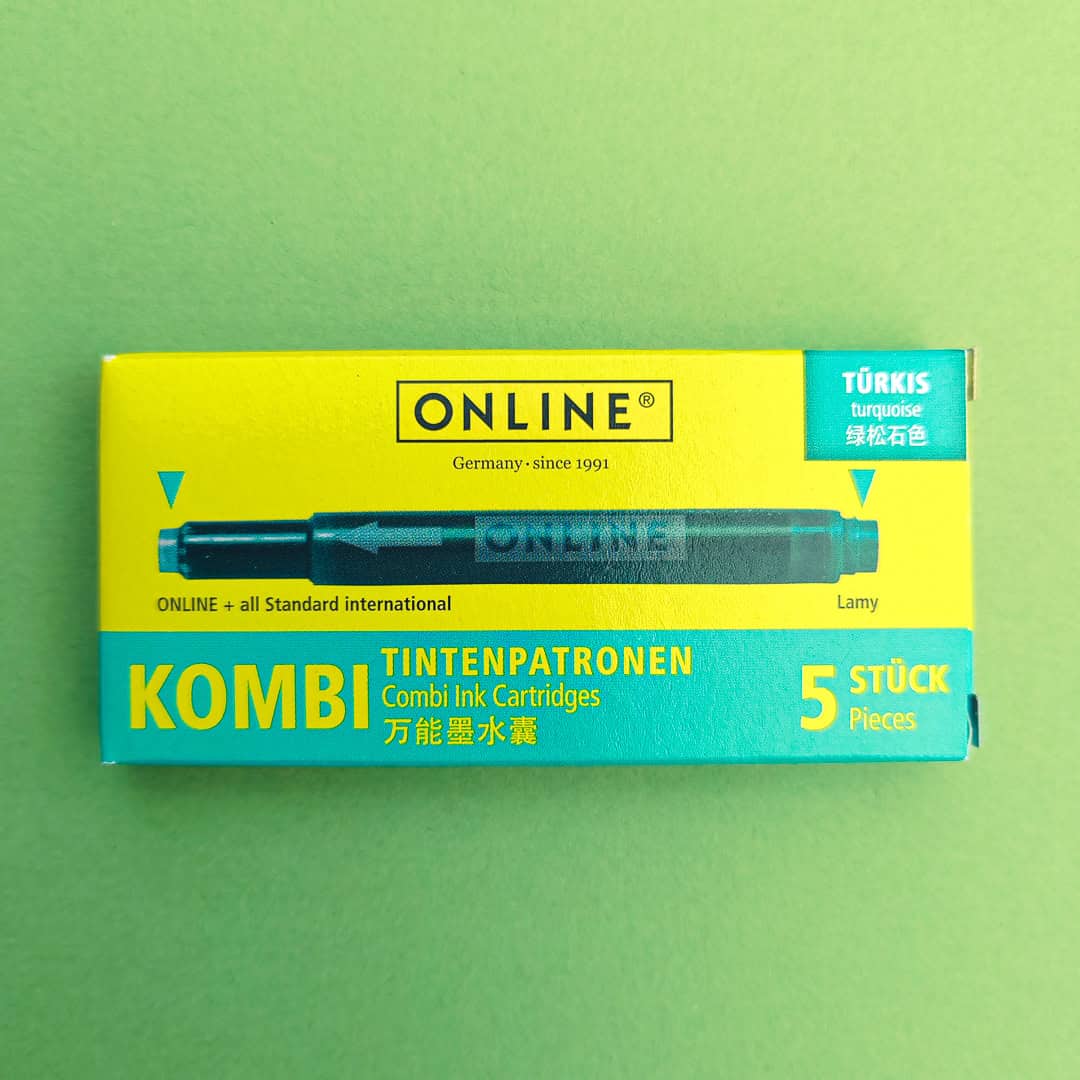 ONLINE®
Germany · since 1991
TÜRKIS
turquoise
绿松石色
ONLINE
ONLINE + all Standard international
Lamy
KOMBI
TINTENPATRONEN
Combi Ink Cartridges
万能墨水囊
5 STÜCK
Pieces